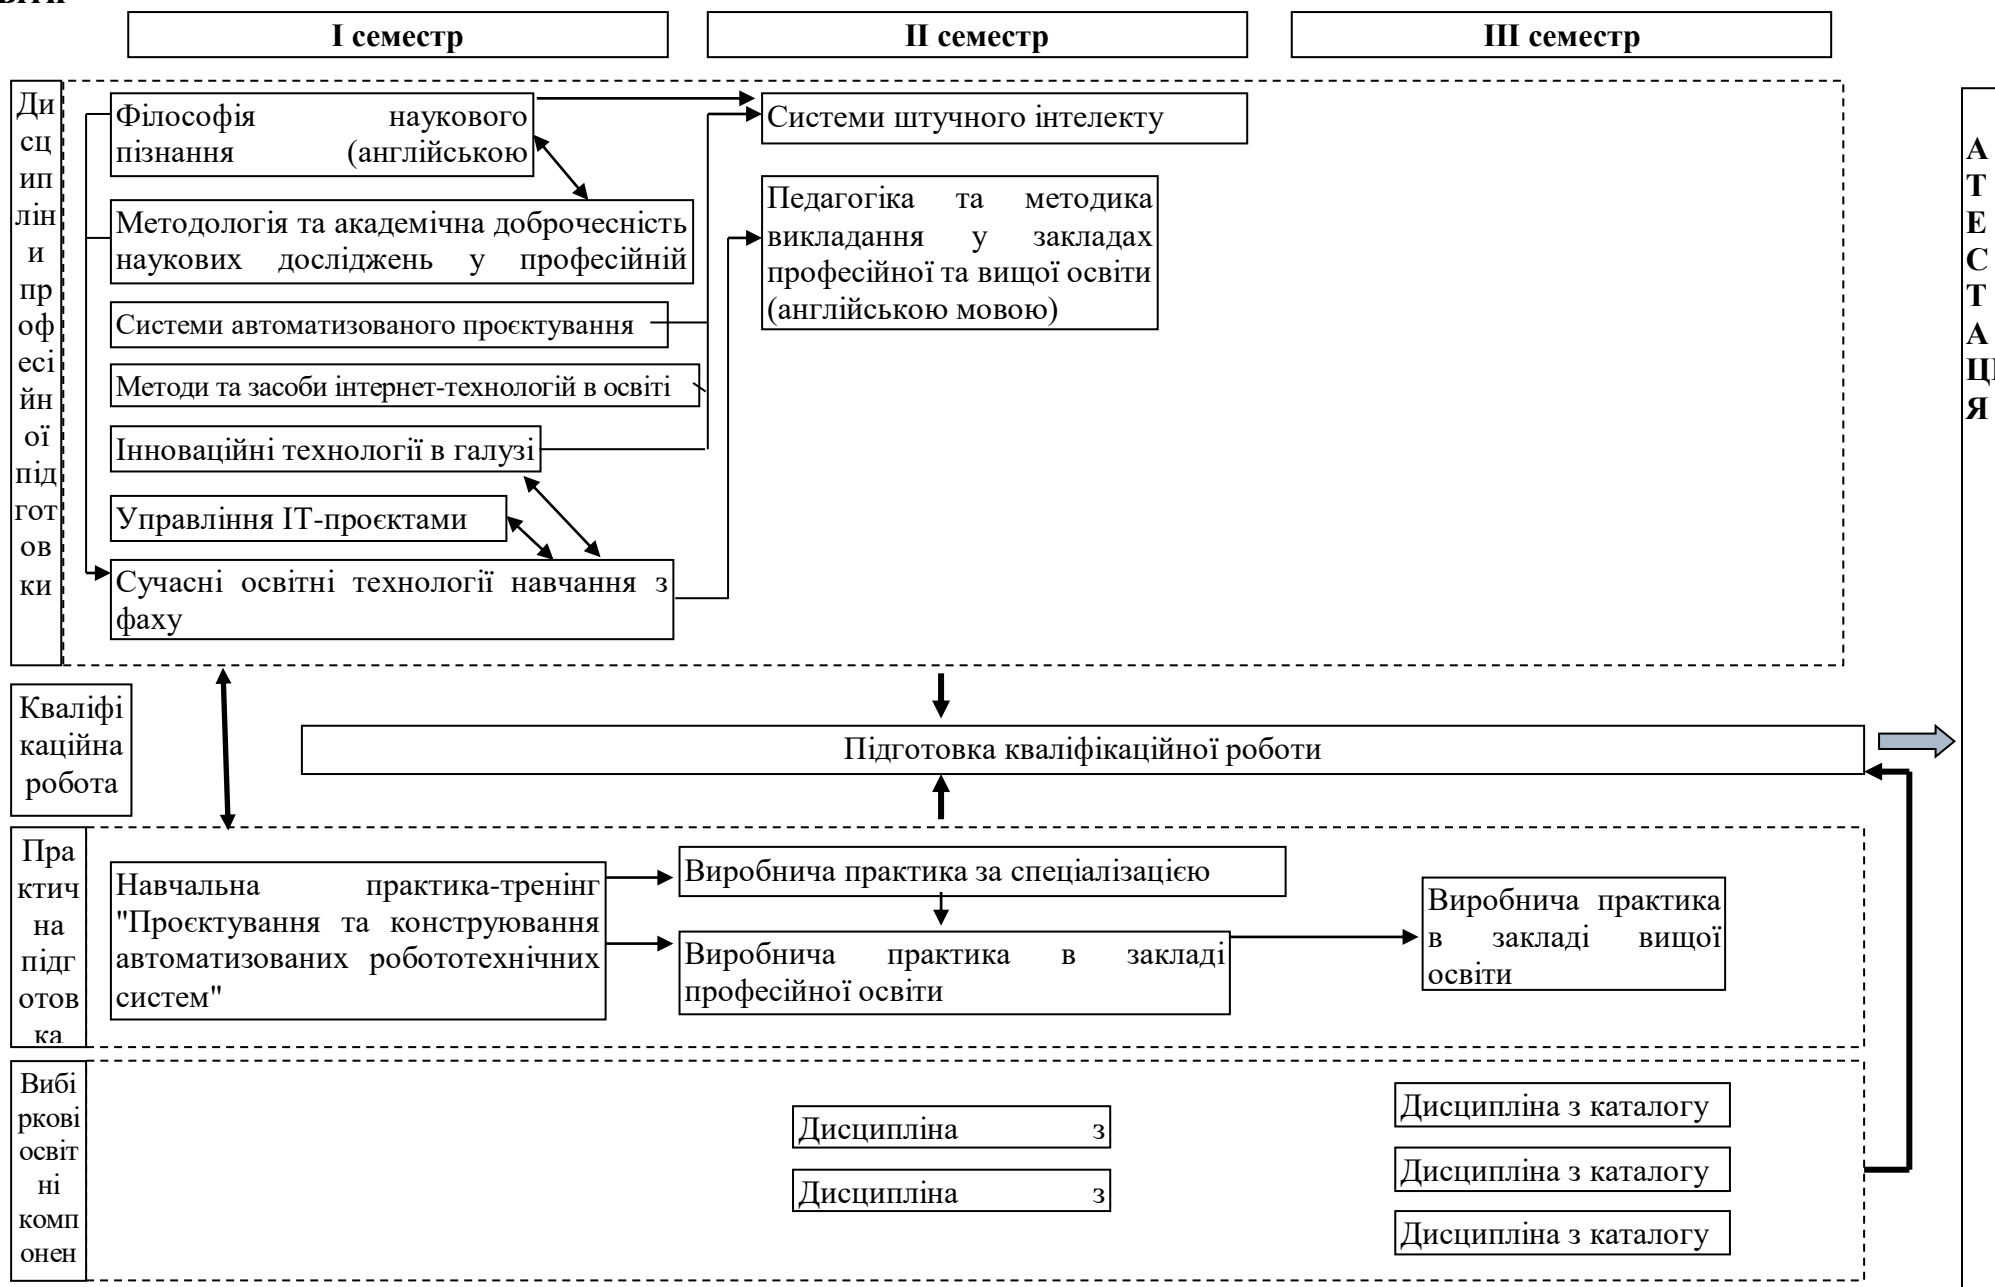 І семестр
ІІ семестр
ІІІ семестр
Ди
сц
ип
лін
и
пр
оф
есі
йн
ої
під
гот
ов
ки
Філософія наукового
пізнання (англійською
Методологія та академічна доброчесність
наукових досліджень у професійній
Системи автоматизованого проєктування
Методи та засоби інтернет-технологій в освіті
Інноваційні технології в галузі
Управління ІТ-проєктами
Сучасні освітні технології навчання з
фаху
Системи штучного інтелекту
Педагогіка та методика
викладання у закладах
професійної та вищої освіти
(англійською мовою)
А
Т
Е
С
Т
А
Ц
Я
Кваліфі
каційна
робота
Підготовка кваліфікаційної роботи
Пра
ктич
на
підг
отов
ка
Навчальна практика-тренінг
"Проєктування та конструювання
автоматизованих робототехнічних
систем"
Виробнича практика за спеціалізацією
Виробнича практика в закладі
професійної освіти
Виробнича практика
в закладі вищої
освіти
Вибі
ркові
освіт
ні
комп
онен
Дисципліна з
Дисципліна з
Дисципліна з каталогу
Дисципліна з каталогу
Дисципліна з каталогу